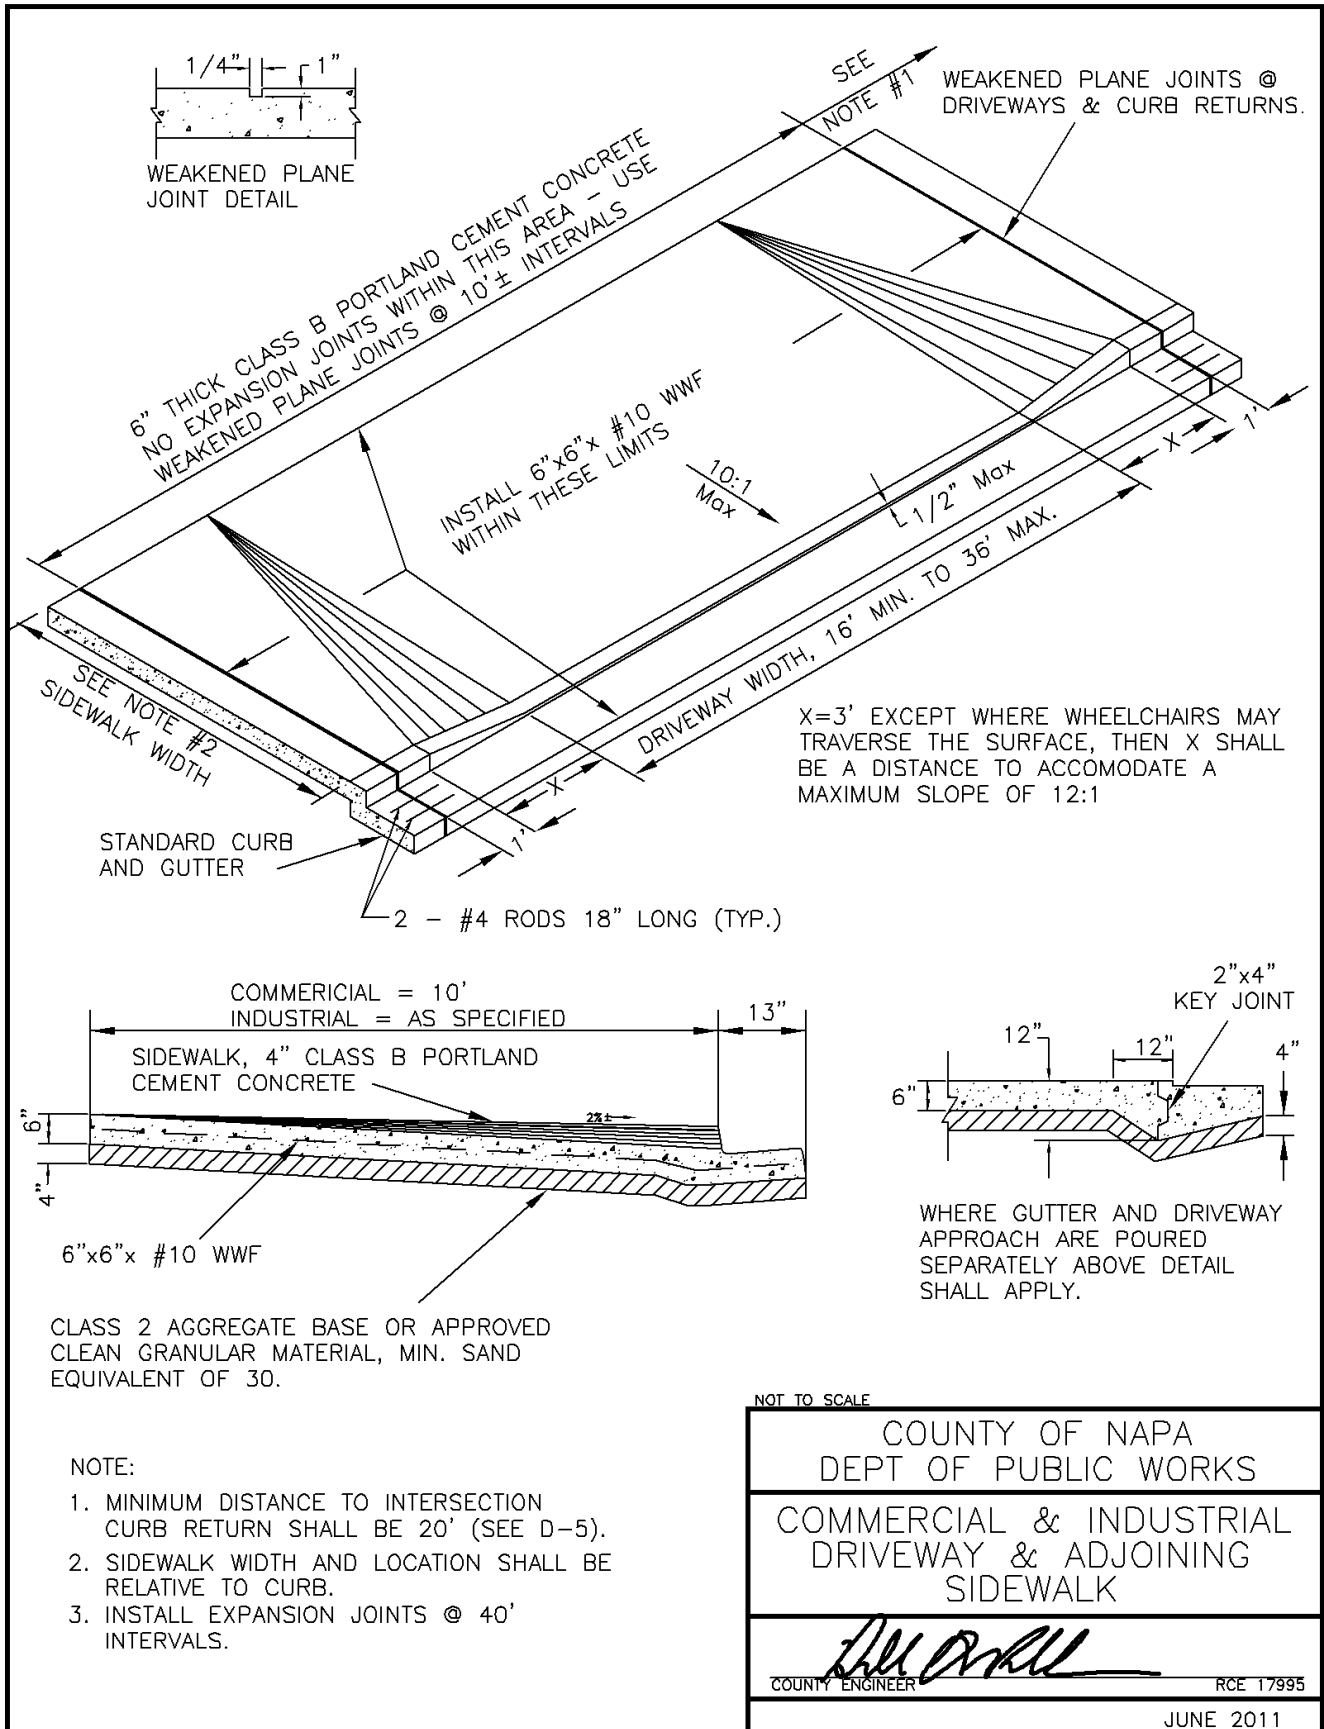 1/4" 1"
WEAKENED PLANE
JOINT DETAIL
SEE
NOTE #1
WEAKENED PLANE JOINTS @
DRIVEWAYS & CURB RETURNS.
6" THICK CLASS B PORTLAND CEMENT CONCRETE
NO EXPANSION JOINTS WITHIN THIS AREA - USE
WEAKENED PLANE JOINTS @ 10'± INTERVALS
INSTALL 6"x6"x #10 WWF
WITHIN THESE LIMITS
10:1
Max
1/2" Max
X
1'
DRIVEWAY WIDTH, 16' MIN. TO 36' MAX.
SEE NOTE #2
SIDEWALK WIDTH
X
1'
X=3' EXCEPT WHERE WHEELCHAIRS MAY
TRAVERSE THE SURFACE, THEN X SHALL
BE A DISTANCE TO ACCOMODATE A
MAXIMUM SLOPE OF 12:1
STANDARD CURB
AND GUTTER
2 - #4 RODS 18" LONG (TYP.)
COMMERICIAL = 10'
INDUSTRIAL = AS SPECIFIED
13"
SIDEWALK, 4" CLASS B PORTLAND
CEMENT CONCRETE
2%±
6"
4"
6"x6"x #10 WWF
CLASS 2 AGGREGATE BASE OR APPROVED
CLEAN GRANULAR MATERIAL, MIN. SAND
EQUIVALENT OF 30.
2"x4"
KEY JOINT
12" 12" 4"
6"
WHERE GUTTER AND DRIVEWAY
APPROACH ARE POURED
SEPARATELY ABOVE DETAIL
SHALL APPLY.
NOTE:
1. MINIMUM DISTANCE TO INTERSECTION
CURB RETURN SHALL BE 20' (SEE D-5).
2. SIDEWALK WIDTH AND LOCATION SHALL BE
RELATIVE TO CURB.
3. INSTALL EXPANSION JOINTS @ 40'
INTERVALS.
NOT TO SCALE
COUNTY OF NAPA
DEPT OF PUBLIC WORKS
COMMERCIAL & INDUSTRIAL
DRIVEWAY & ADJOINING
SIDEWALK
COUNTY ENGINEER RCE 17995
JUNE 2011